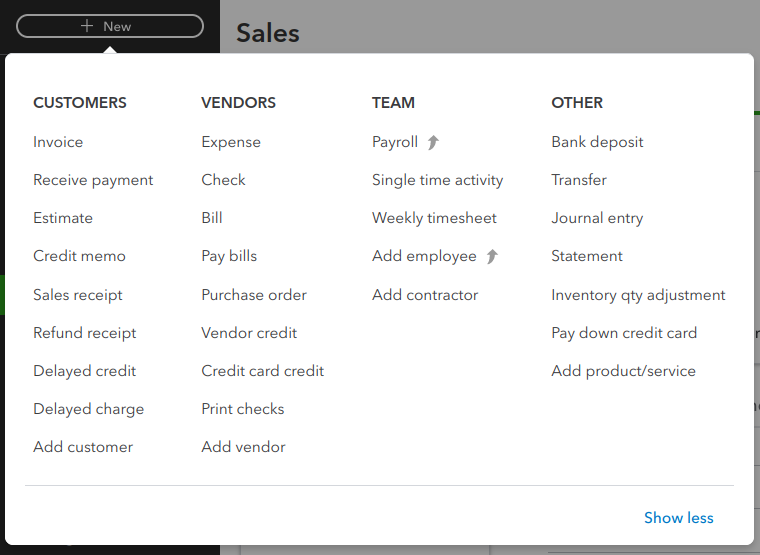 New
Sales
CUSTOMERS
Invoice
Receive payment
Estimate
Credit memo
Sales receipt
Refund receipt
Delayed credit
Delayed charge
Add customer
VENDORS
Expense
Check
Bill
Pay bills
Purchase order
Vendor credit
Credit card credit
Print checks
Add vendor
TEAM
Payroll
Single time activity
Weekly timesheet
Add employee
Add contractor
OTHER
Bank deposit
Transfer
Journal entry
Statement
Inventory qty adjustment
Pay down credit card
Add product/service
Show less